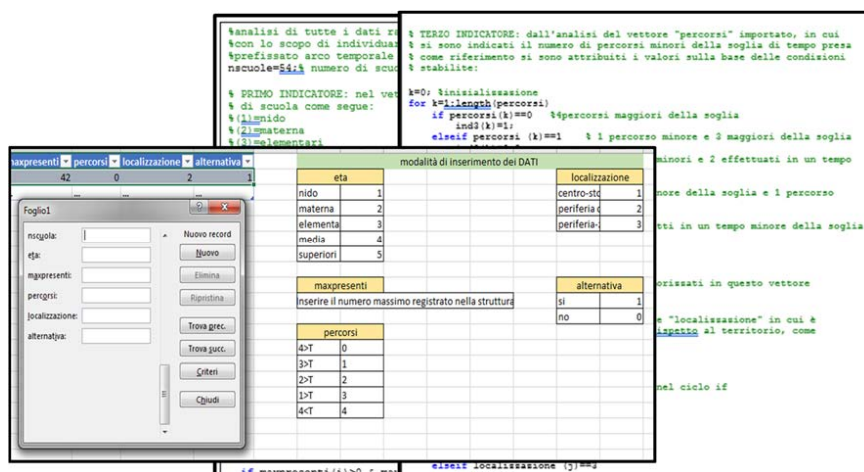 %analisi di tutte i dati
%con lo scopo di
%prefissato arco temporale
nscuole=54;% numero di
% PRIMO INDICATORE: nel
% di scuola come segue:
%(1)=nido
%(2)=materna
%(3)=elementari
% TERZO INDICATORE: dall'analisi del vettore "percorsi" importato, in cui
% si sono indicati il numero di percorsi minori della soglia di tempo presa
% come riferimento si sono attribuiti i valori sulla base delle condizioni
% stabilite:
k=0; %inizializzazione
for k=1:length(percorsi)
if percorsi(k)==0 %4percorsi maggiori della soglia
ind3(k)=1;
elseif percorsi (k)==1 % 1 percorso minore e 3 maggiori della soglia
minori e 2 effettuati in un tempo
della soglia e 1 percorso
in un tempo minore della soglia
in questo vettore
"localizzazione" in cui è
al territorio, come
nel ciclo if
maxpresenti percorsi localizzazione alternativa
42 0 2 1
... ... ...
modalità di inserimento dei DATI
eta
nido 1
materna 2
elementa 3
media 4
superiori 5
localizzazione
centro-sto 1
periferia 2
periferia- 3
maxpresenti
Inserire il numero massimo registrato nella struttura
alternativa
si 1
no 0
percorsi
4>T 0
3>T 1
2>T 2
1>T 3
4<T 4
Foglio1
nscuola:
eta:
maxpresenti:
percorsi:
localizzazione:
alternativa:
Nuovo record
Nuovo
Elimina
Ripristina
Trova prec.
Trova succ.
Criteri
Chiudi
elseif localizzazione (j)==3